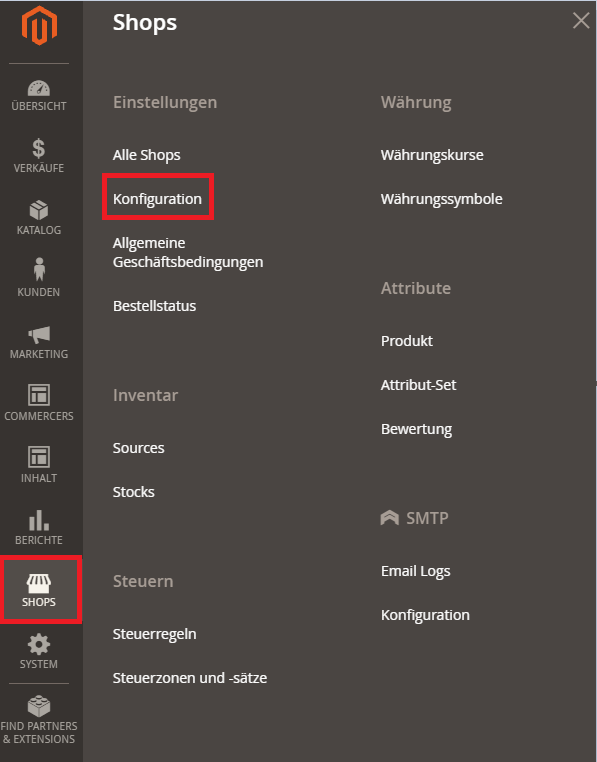 ÜBERSICHT
VERKÄUFE
KATALOG
KUNDEN
MARKETING
COMMERCERS
INHALT
BERICHTE
SHOPS
SYSTEM
FIND PARTNERS
& EXTENSIONS
Shops
Einstellungen
Alle Shops
Konfiguration
Allgemeine
Geschäftsbedingungen
Bestellstatus
Inventar
Sources
Stocks
Steuern
Steuerregeln
Steuerzonen und -sätze
Währung
Währungskurse
Währungssymbole
Attribute
Produkt
Attribut-Set
Bewertung
SMTP
Email Logs
Konfiguration